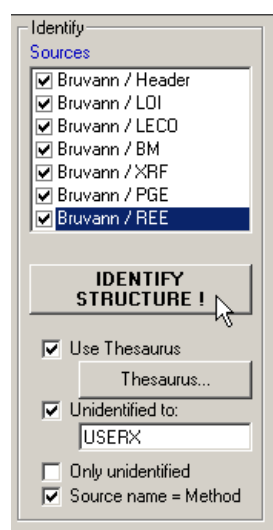 Identify
Sources
Bruvann / Header
Bruvann / LOI
Bruvann / LECO
Bruvann / BM
Bruvann / XRF
Bruvann / PGE
Bruvann / REE
IDENTIFY
STRUCTURE !
Use Thesaurus
Thesaurus...
Unidentified to:
USERX
Only unidentified
Source name = Method